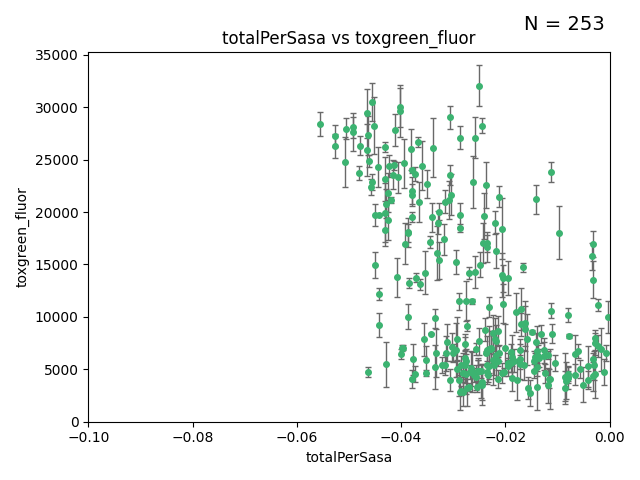 N = 253
totalPerSasa vs toxgreen_fluor
35000
30000
25000
20000
15000
10000
5000
0
toxgreen_fluor
−0.10 −0.08 −0.06 −0.04 −0.02 0.00
totalPerSasa